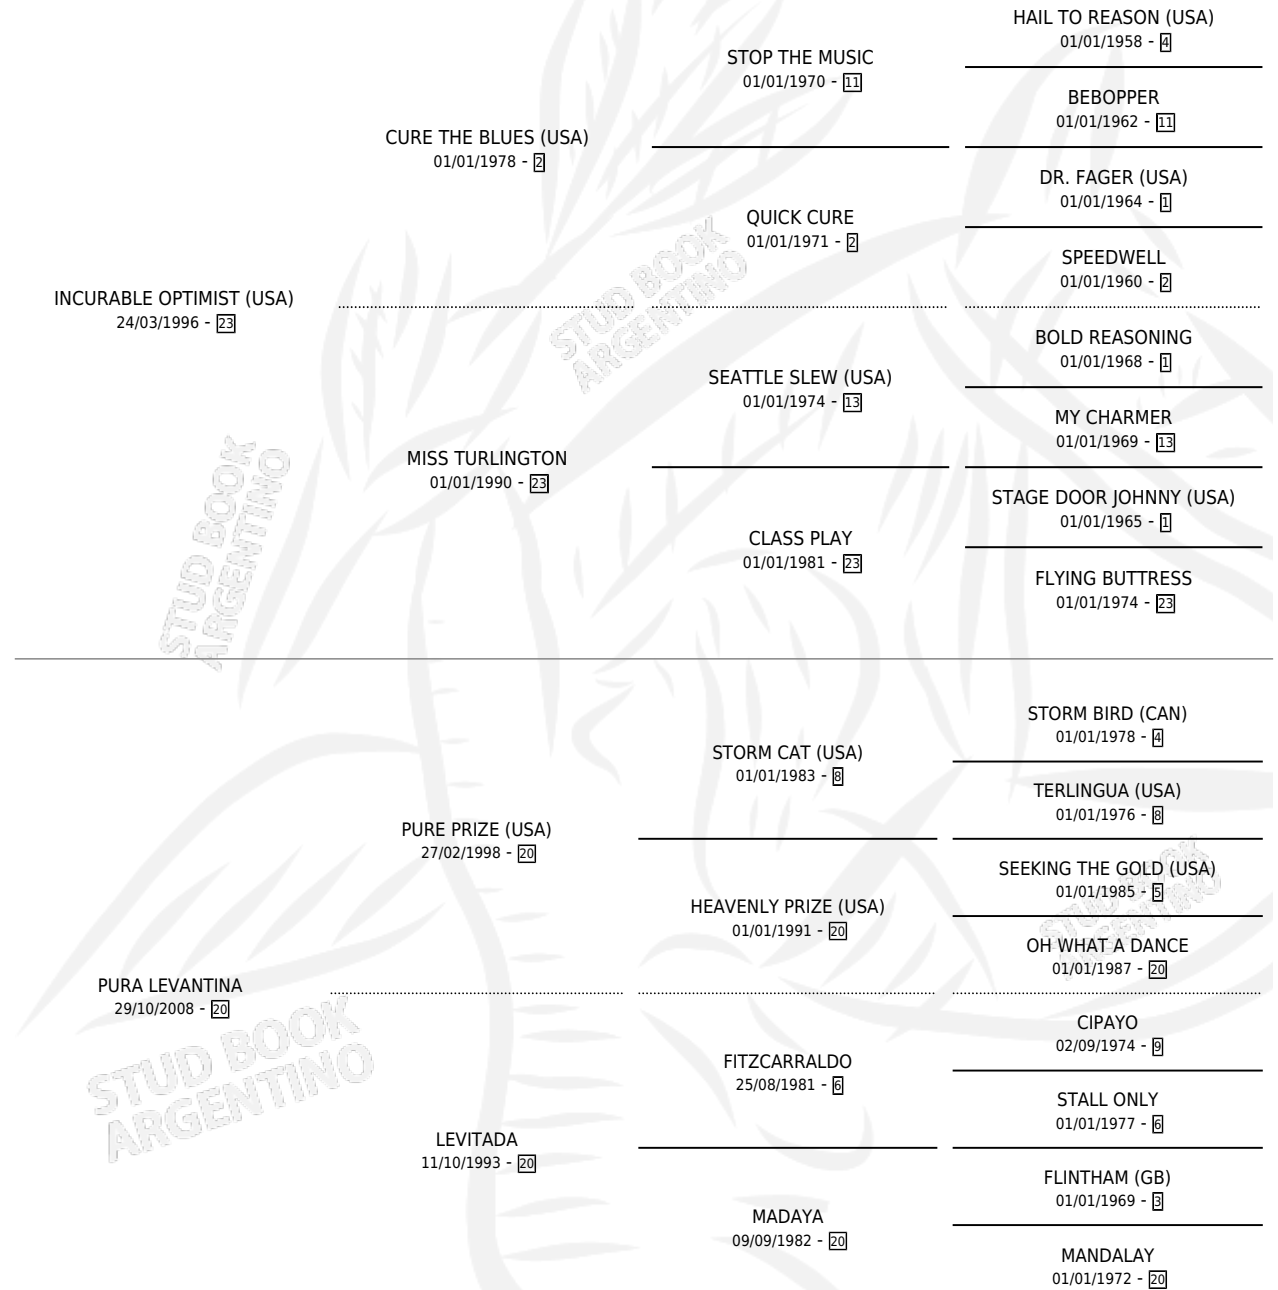 HAIL TO REASON (USA)
01/01/1958 - 4
STOP THE MUSIC
01/01/1970 - 11
BEBOPPER
01/01/1962 - 11
CURE THE BLUES (USA)
01/01/1978 - 2
DR. FAGER (USA)
01/01/1964 - 1
QUICK CURE
01/01/1971 - 2
SPEEDWELL
01/01/1960 - 2
INCURABLE OPTIMIST (USA)
24/03/1996 - 23
BOLD REASONING
01/01/1968 - 1
SEATTLE SLEW (USA)
01/01/1974 - 13
MY CHARMER
01/01/1969 - 13
MISS TURLINGTON
01/01/1990 - 23
STAGE DOOR JOHNNY (USA)
01/01/1965 - 1
CLASS PLAY
01/01/1981 - 23
FLYING BUTTRESS
01/01/1974 - 23
STORM BIRD (CAN)
01/01/1978 - 4
STORM CAT (USA)
01/01/1983 - 8
TERLINGUA (USA)
01/01/1976 - 8
PURE PRIZE (USA)
27/02/1998 - 20
SEEKING THE GOLD (USA)
01/01/1985 - 5
HEAVENLY PRIZE (USA)
01/01/1991 - 20
OH WHAT A DANCE
01/01/1987 - 20
PURA LEVANTINA
29/10/2008 - 20
CIPAYO
02/09/1974 - 9
FITZCARRALDO
25/08/1981 - 6
STALL ONLY
01/01/1977 - 6
LEVITADA
11/10/1993 - 20
FLINTHAM (GB)
01/01/1969 - 3
MADAYA
09/09/1982 - 20
MANDALAY
01/01/1972 - 20
STUD BOOK
ARGENTINO
STUD BOOK
ARGENTINO
STUD BOOK
ARGENTINO
STUD BOOK
ARGENTINO